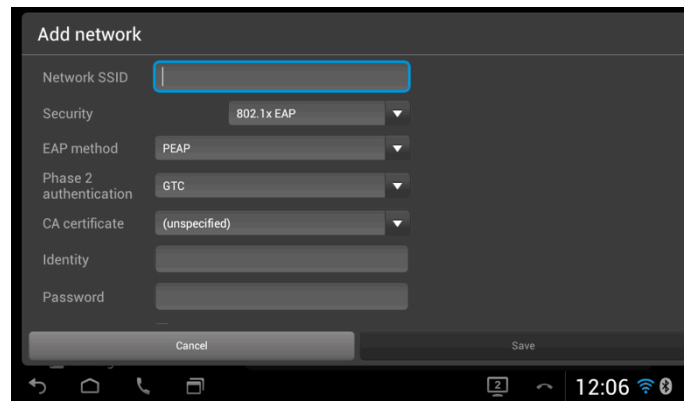 Add network
Network SSID
Security 802.1x EAP
EAP method PEAP
Phase 2
authentication GTC
CA certificate (unspecified)
Identity
Password
Cancel Save
2 12:06